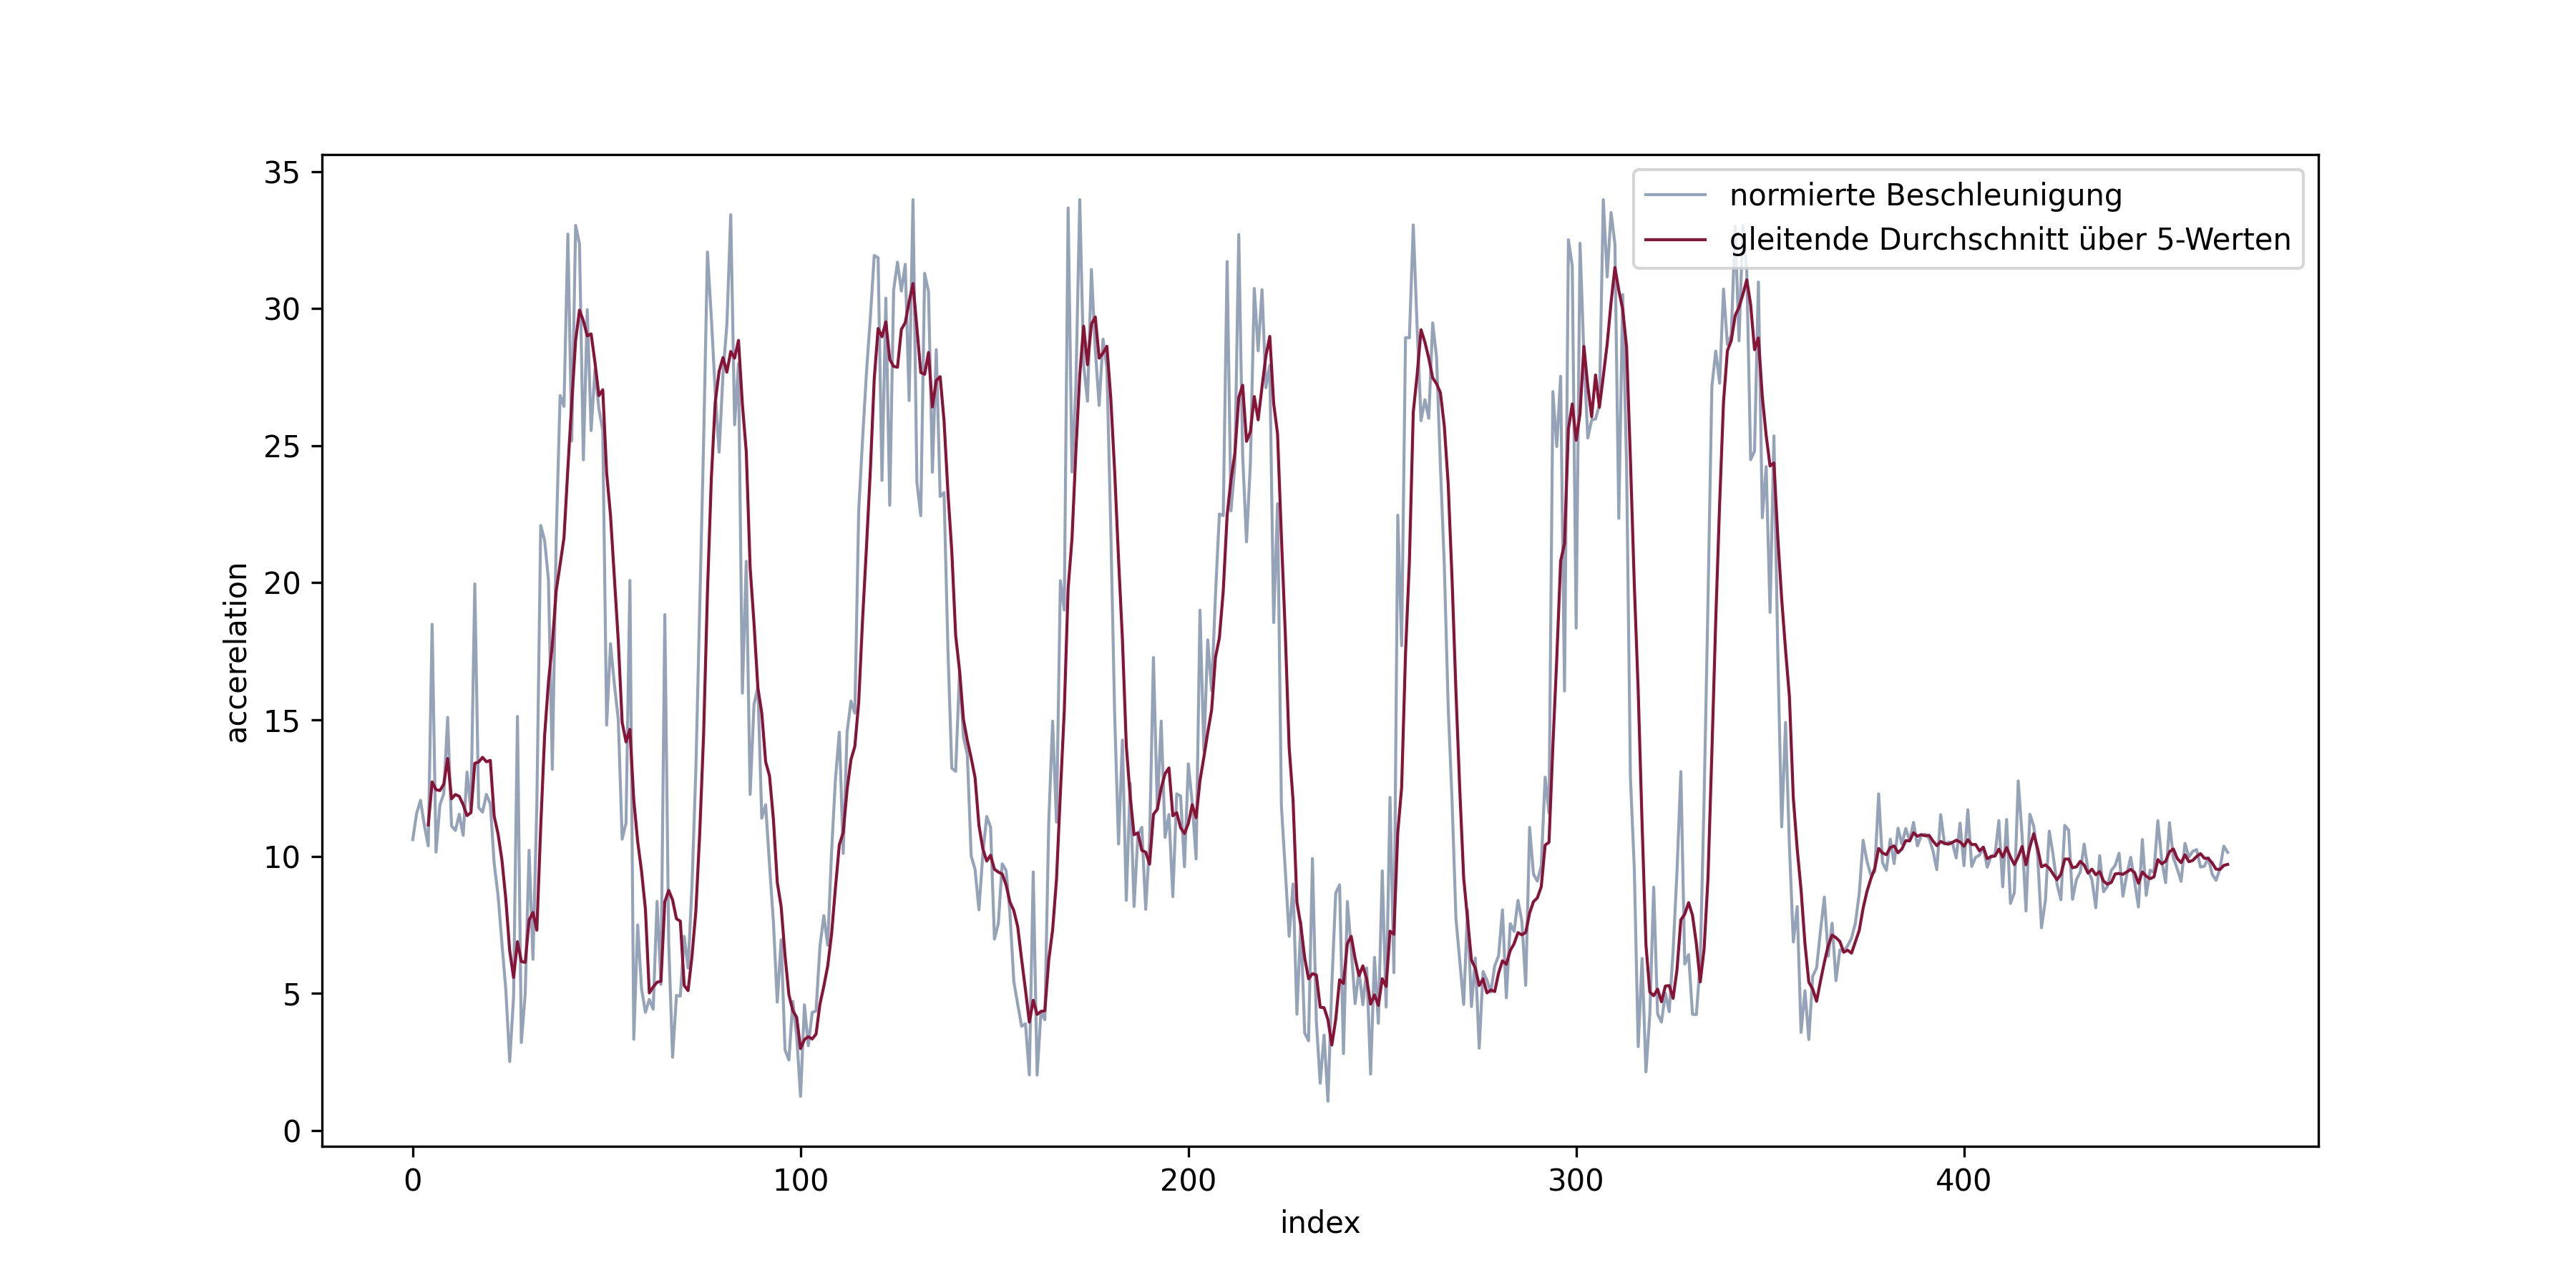 35
30
25
20
15
10
5
0
accerelation
normierte Beschleunigung
gleitende Durchschnitt über 5-Werten
0 100 200 300 400
index